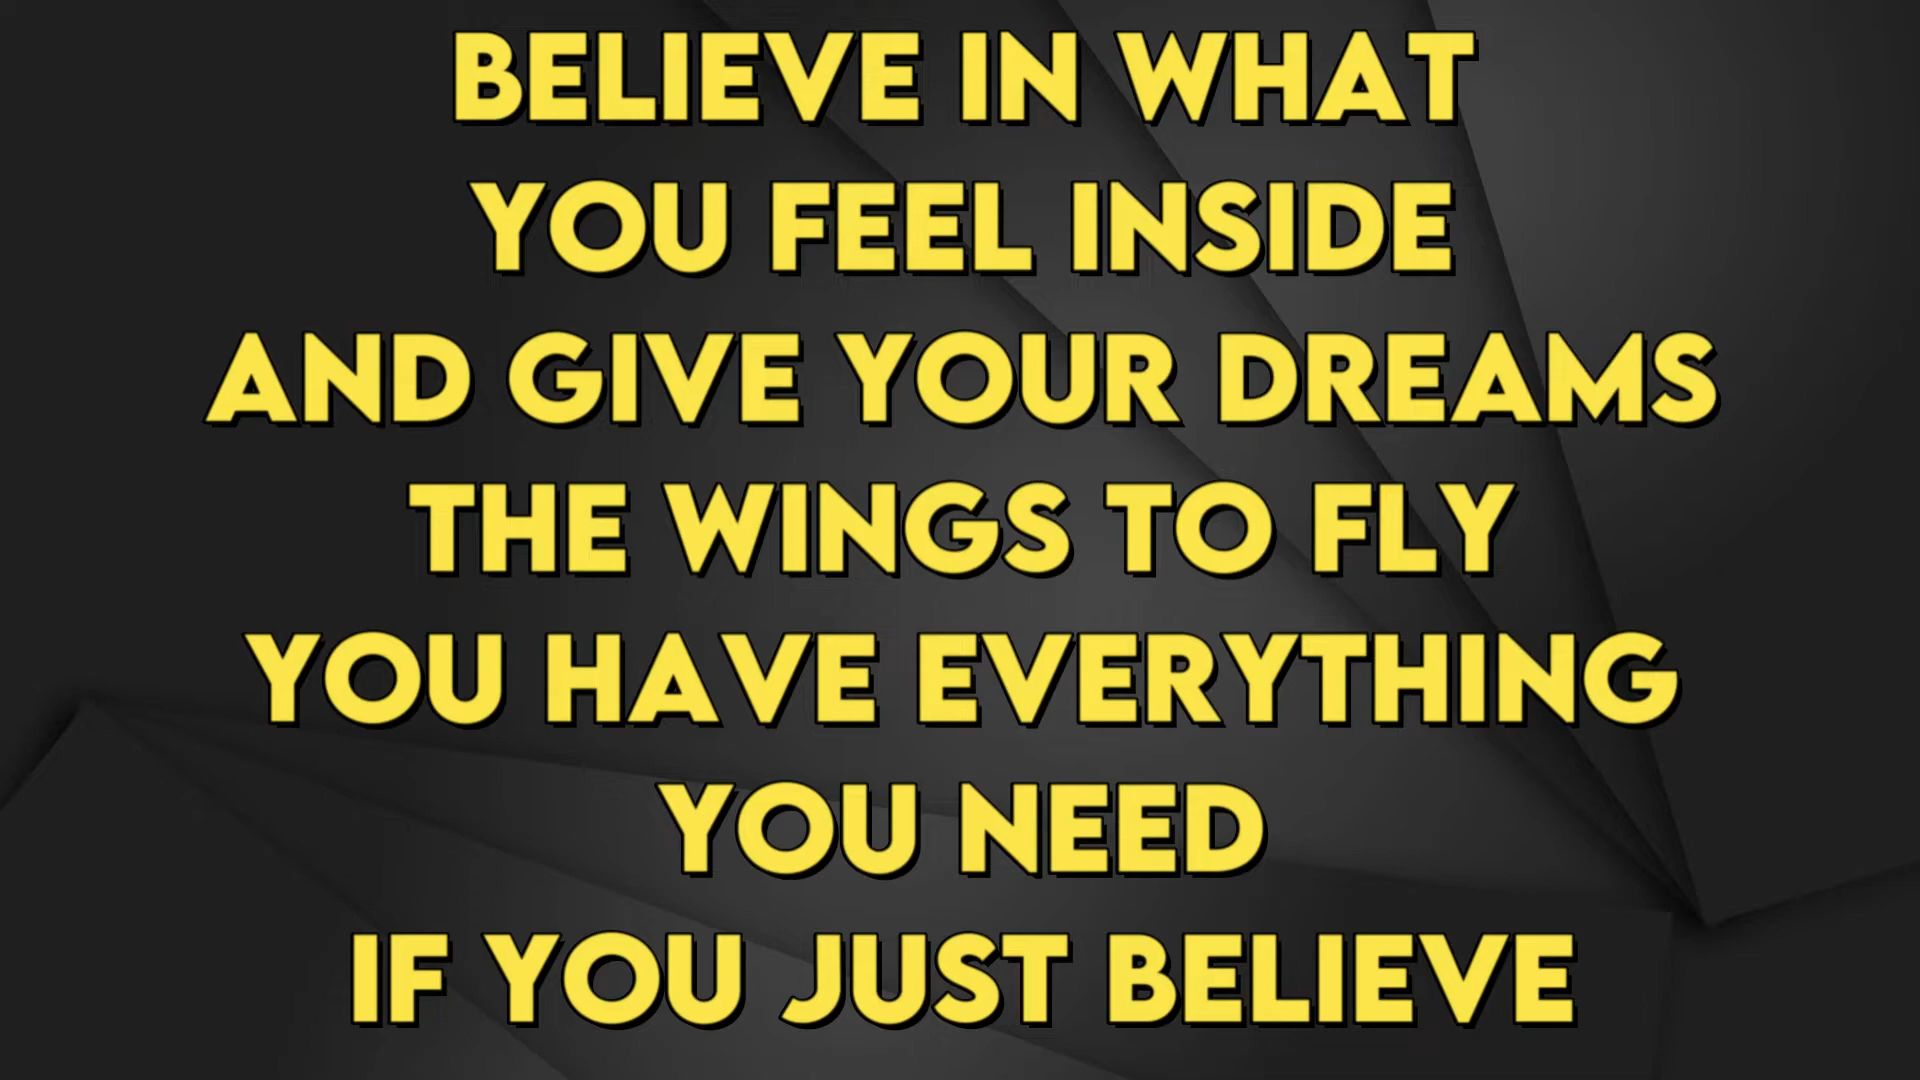 BELIEVE IN WHAT
YOU FEEL INSIDE
AND GIVE YOUR DREAMS
THE WINGS TO FLY
YOU HAVE EVERYTHING
YOU NEED
IF YOU JUST BELIEVE